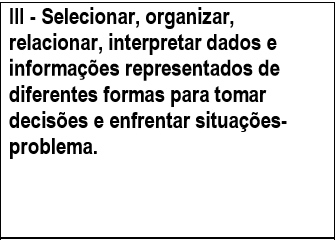 III - Selecionar, organizar,
relacionar, interpretar dados e
informações representados de
diferentes formas para tomar
decisões e enfrentar situações-
problema.